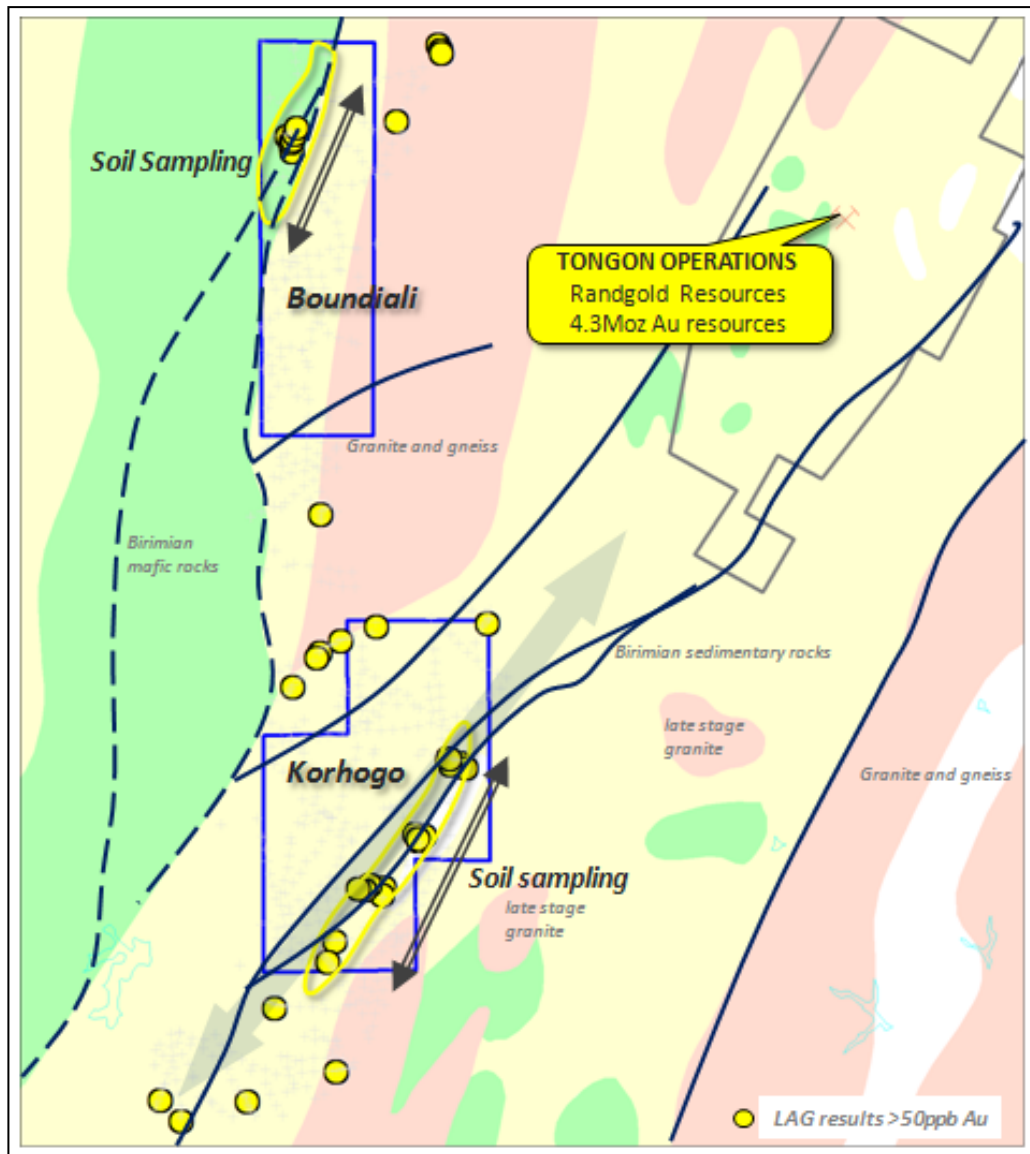 Soil Sampling
TONGON OPERATIONS
Randgold Resources
4.3Moz Au resources
Boundiali
Granite and gneiss
Birimian
mafic rocks
Birimian sedimentary rocks
late stage
granite
Korhogo
Granite and gneiss
Soil sampling
late stage
granite
LAG results >50ppb Au